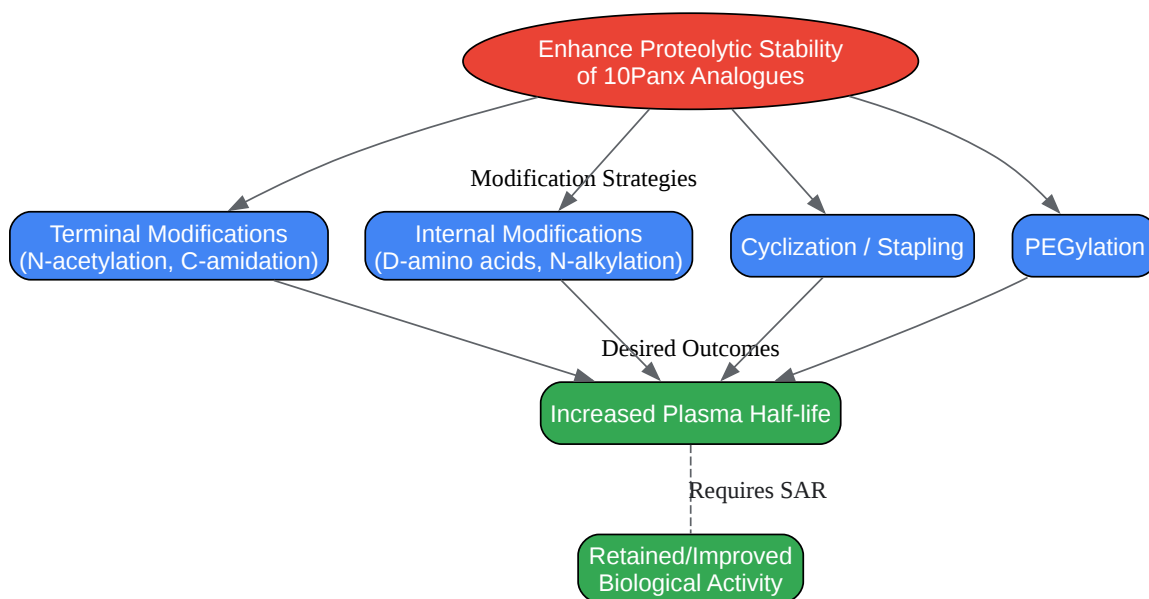 Enhance Proteolytic Stability
of 10Panx Analogues
Modification Strategies
Terminal Modifications
(N-acetylation, C-amidation)
Internal Modifications
(D-amino acids, N-alkylation)
Cyclization / Stapling
PEGylation
Desired Outcomes
Increased Plasma Half-life
Requires SAR
Retained/Improved
Biological Activity